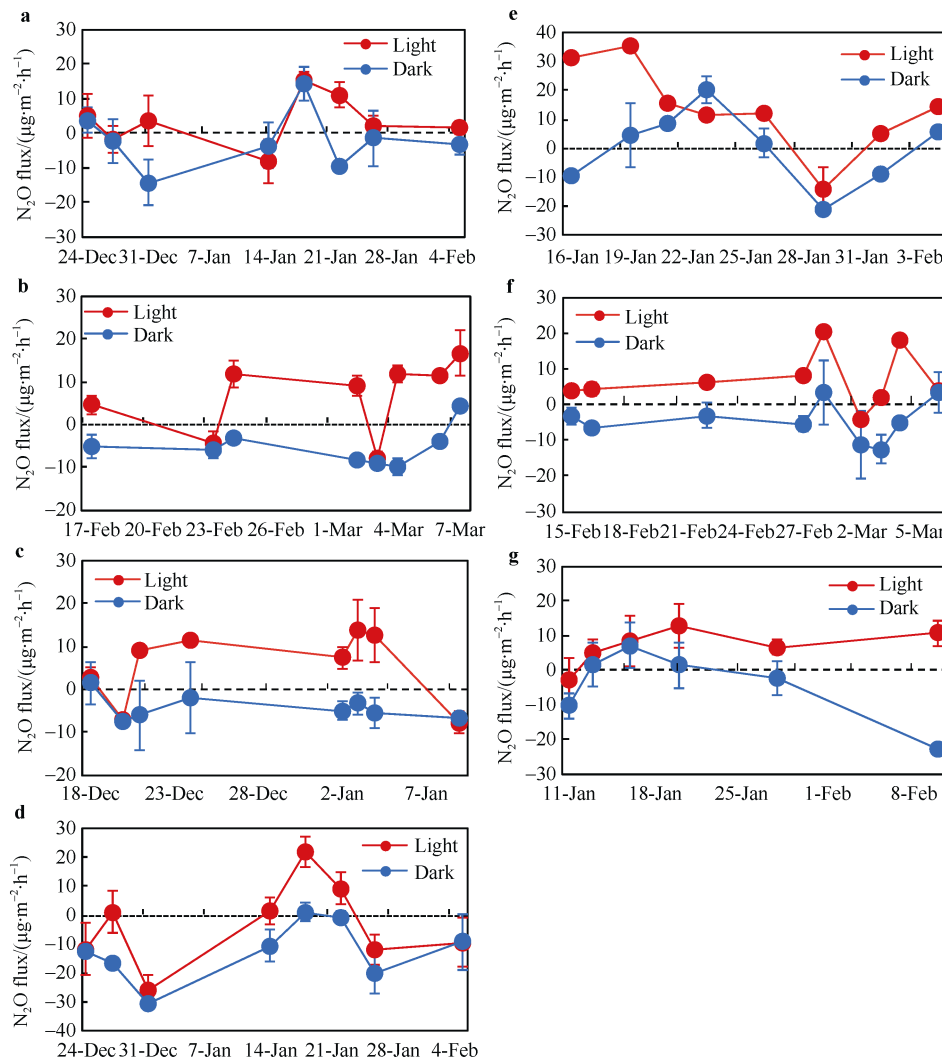 a
N₂O flux/(μg·m⁻²·h⁻¹)
30
20
10
0
–10
–20
–30
Light
Dark
24-Dec 31-Dec 7-Jan 14-Jan 21-Jan 28-Jan 4-Feb
b
N₂O flux/(μg·m⁻²·h⁻¹)
30
20
10
0
–10
–20
Light
Dark
17-Feb 20-Feb 23-Feb 26-Feb 1-Mar 4-Mar 7-Mar
c
N₂O flux/(μg·m⁻²·h⁻¹)
30
20
10
0
–10
–20
Light
Dark
18-Dec 23-Dec 28-Dec 2-Jan 7-Jan
d
N₂O flux/(μg·m⁻²·h⁻¹)
30
20
10
0
–10
–20
–30
–40
Light
Dark
24-Dec 31-Dec 7-Jan 14-Jan 21-Jan 28-Jan 4-Feb
e
N₂O flux/(μg·m⁻²·h⁻¹)
40
30
20
10
0
–10
–20
–30
Light
Dark
16-Jan 19-Jan 22-Jan 25-Jan 28-Jan 31-Jan 3-Feb
f
N₂O flux/(μg·m⁻²·h⁻¹)
30
20
10
0
–10
–20
–30
Light
Dark
15-Feb 18-Feb 21-Feb 24-Feb 27-Feb 2-Mar 5-Mar
g
N₂O flux/(μg·m⁻²·h⁻¹)
30
20
10
0
–10
–20
–30
Light
Dark
11-Jan 18-Jan 25-Jan 1-Feb 8-Feb